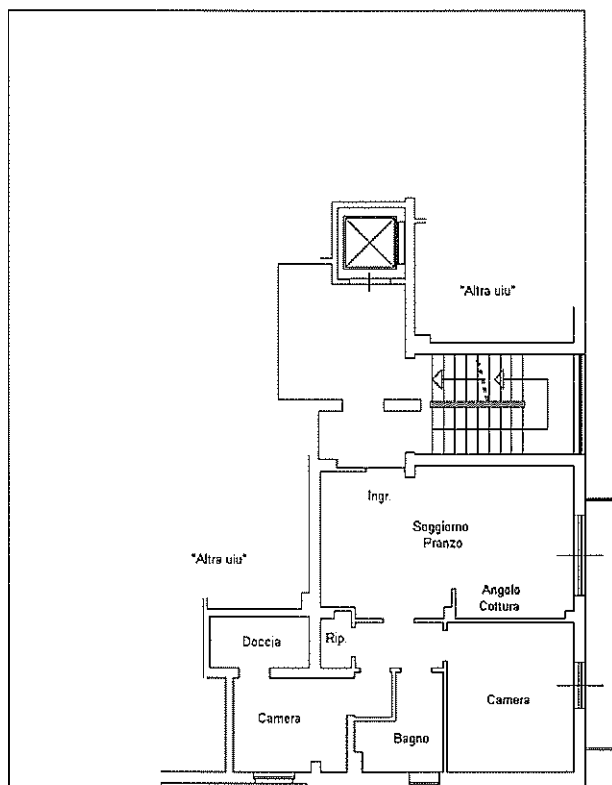 "Altra uiu"
Ingr.
Soggiorno
Pranzo
"Altra uiu"
Angolo
Cottura
Doccia
Rip.
Camera
Camera
Bagno